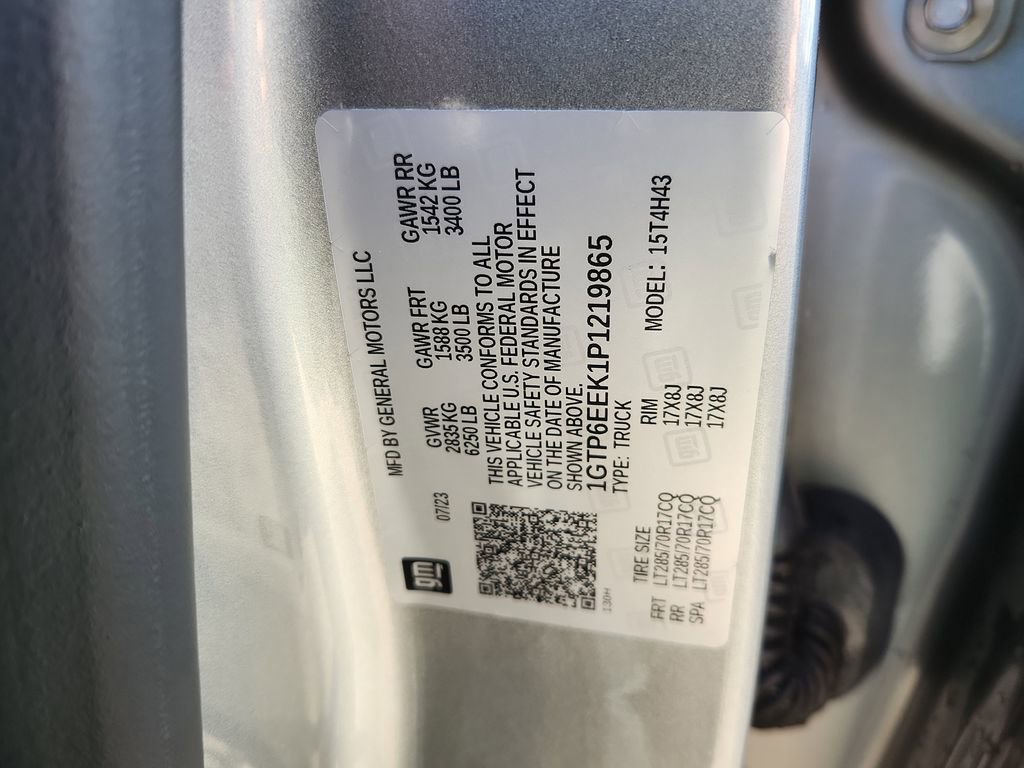 gm
07/23
MFD BY GENERAL MOTORS LLC
GVWR GAWR FRT GAWR RR
2835 KG 1588 KG 1542 KG
6250 LB 3500 LB 3400 LB
THIS VEHICLE CONFORMS TO ALL
APPLICABLE U.S. FEDERAL MOTOR
VEHICLE SAFETY STANDARDS IN EFFECT
ON THE DATE OF MANUFACTURE
SHOWN ABOVE.
1GTP6EEK1P1219865
TYPE: TRUCK
130H
MODEL: 15T4H43
TIRE SIZE RIM
FRT LT285/70R17CQ 17X8J
RR LT285/70R17CQ 17X8J
SPA LT285/70R17CQ 17X8J